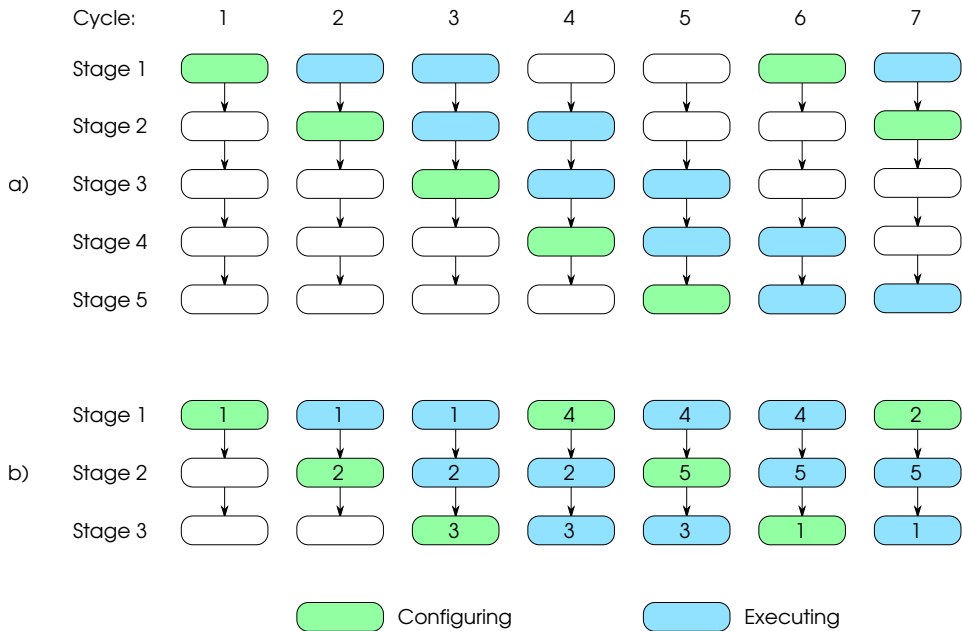 Cycle: 1 2 3 4 5 6 7
Stage 1
Stage 2
a) Stage 3
Stage 4
Stage 5
Stage 1 1 1 1 4 4 4 2
b) Stage 2 2 2 2 5 5 5
Stage 3 3 3 3 1 1
Configuring Executing